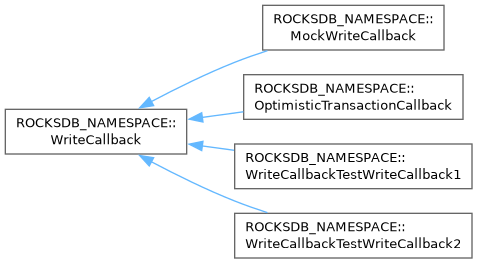 ROCKSDB_NAMESPACE::
MockWriteCallback
ROCKSDB_NAMESPACE::
OptimisticTransactionCallback
ROCKSDB_NAMESPACE::
WriteCallback
ROCKSDB_NAMESPACE::
WriteCallbackTestWriteCallback1
ROCKSDB_NAMESPACE::
WriteCallbackTestWriteCallback2